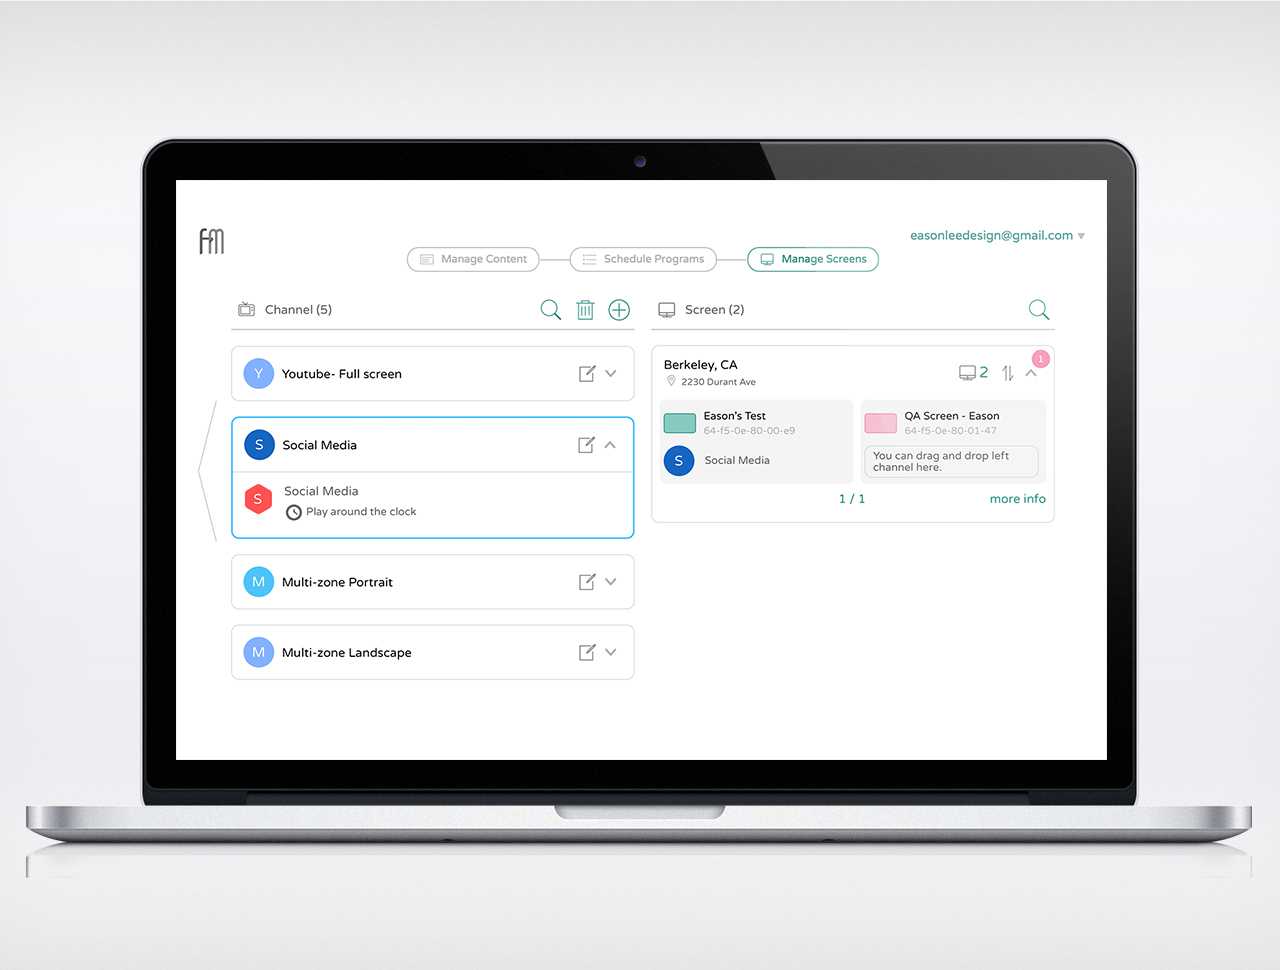 fm
easonleedesign@gmail.com
Manage Content
Schedule Programs
Manage Screens
Channel (5)
Screen (2)
Y
Youtube- Full screen
S
Social Media
S
Social Media
Play around the clock
M
Multi-zone Portrait
M
Multi-zone Landscape
1
Berkeley, CA
2230 Durant Ave
2
Eason's Test
64-f5-0e-80-00-e9
S
Social Media
QA Screen - Eason
64-f5-0e-80-01-47
You can drag and drop left
channel here.
1 / 1
more info